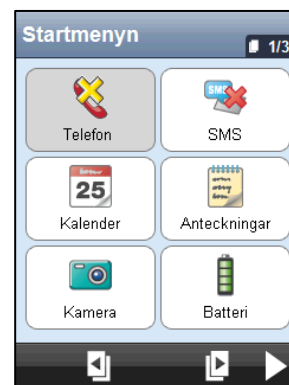 Startmenyn
1/3
SMS
Telefon
SMS
25
Kalender
Anteckningar
Kamera
Batteri